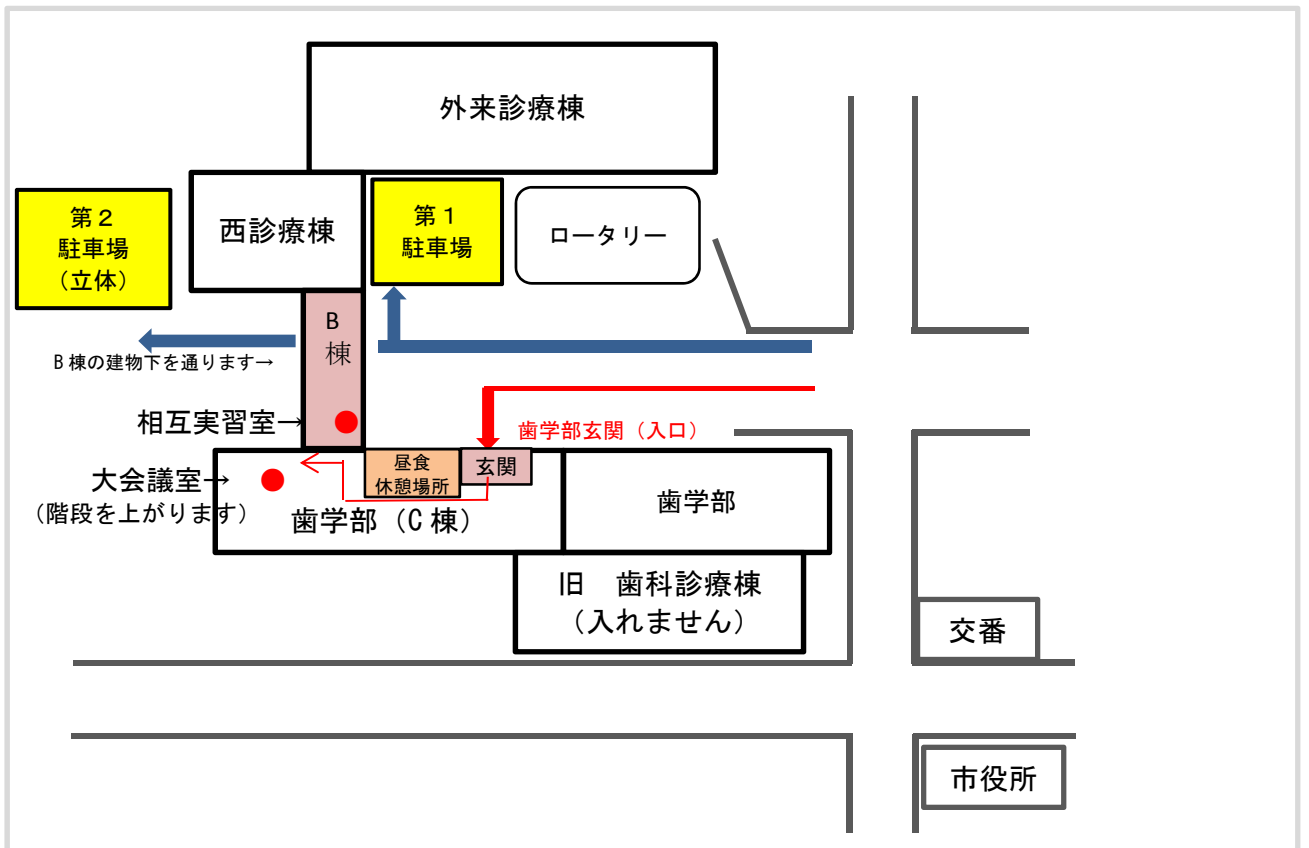 外来診療棟
第２
駐車場
（立体）
西診療棟
第１
駐車場
ロータリー
B
棟
B棟の建物下を通ります→
相互実習室→
歯学部玄関（入口）
大会議室→
（階段を上がります）
昼食
休憩場所
玄関
歯学部（C棟）
歯学部
旧　歯科診療棟
（入れません）
交番
市役所